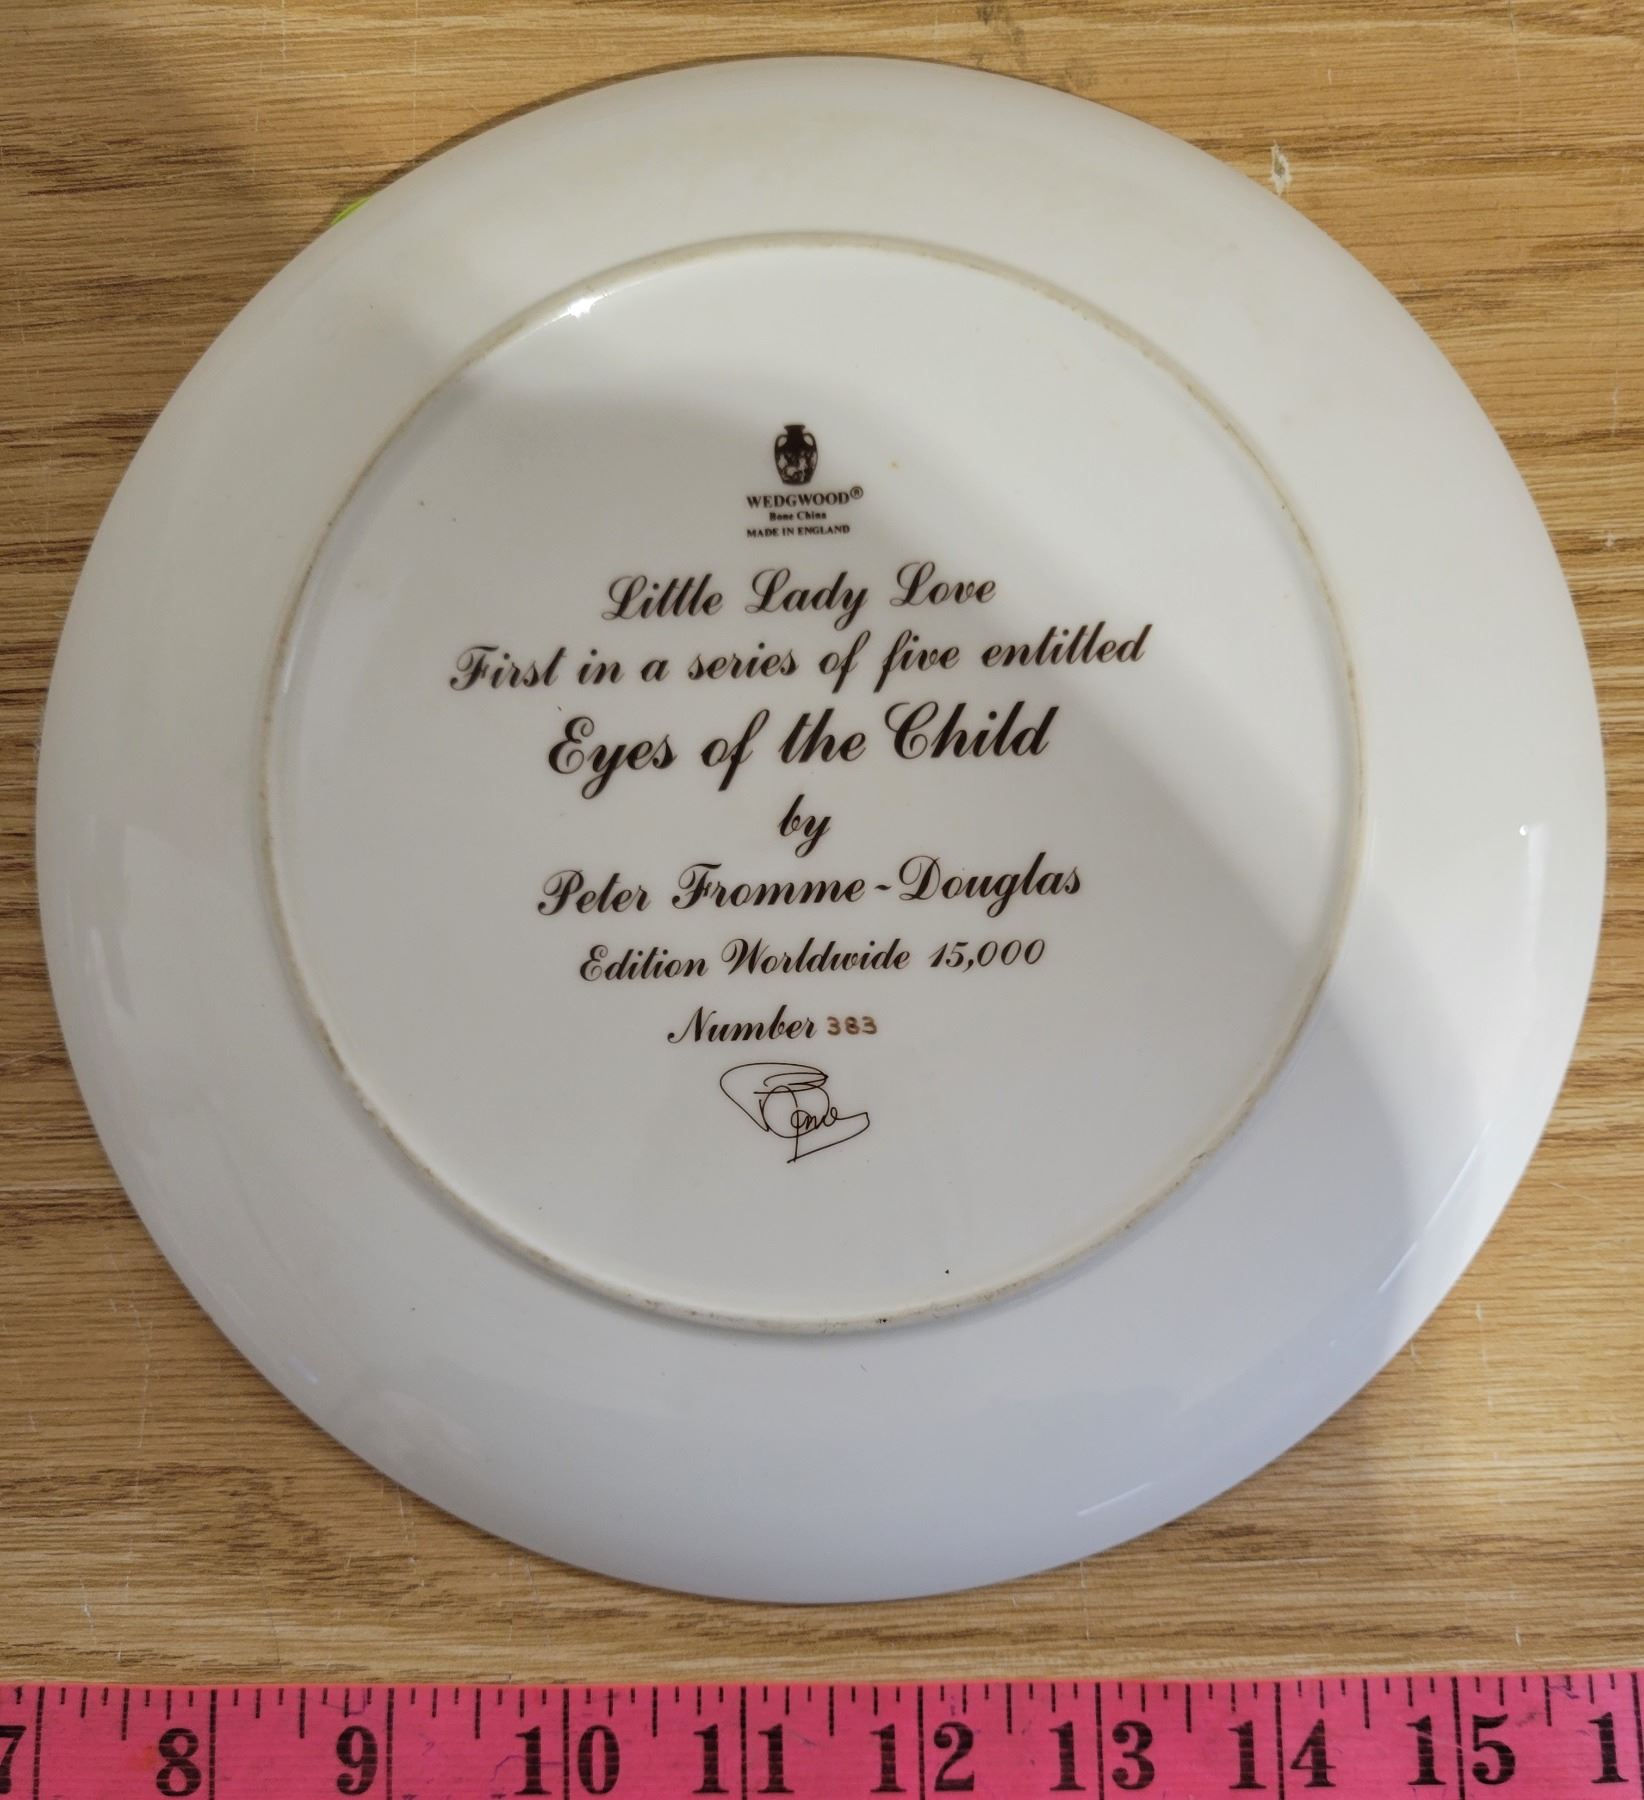 WEDGWOOD®
Bone China
MADE IN ENGLAND
Little Lady Love
First in a series of five entitled
Eyes of the Child
by
Peter Fromme-Douglas
Edition Worldwide 15,000
Number 383
7 8 9 10 11 12 13 14 15 1